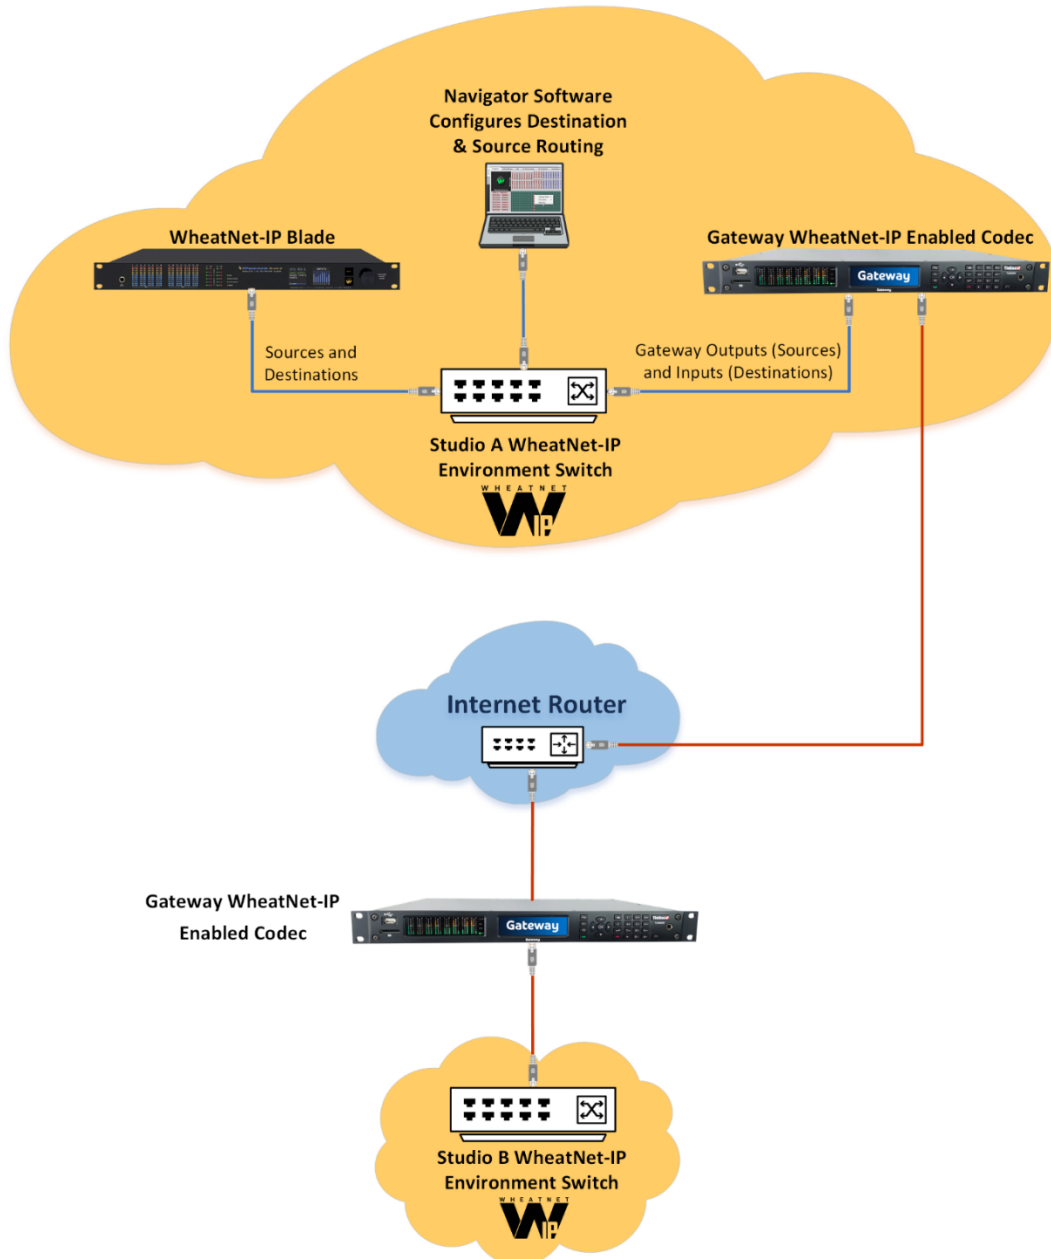 Navigator Software
Configures Destination
& Source Routing
WheatNet-IP Blade
Gateway WheatNet-IP Enabled Codec
Gateway
Gateway
Sources and
Destinations
Gateway Outputs (Sources)
and Inputs (Destinations)
Studio A WheatNet-IP
Environment Switch
WHEATNET
W IP
Internet Router
Gateway WheatNet-IP
Enabled Codec
Gateway
Gateway
Studio B WheatNet-IP
Environment Switch
WHEATNET
W IP